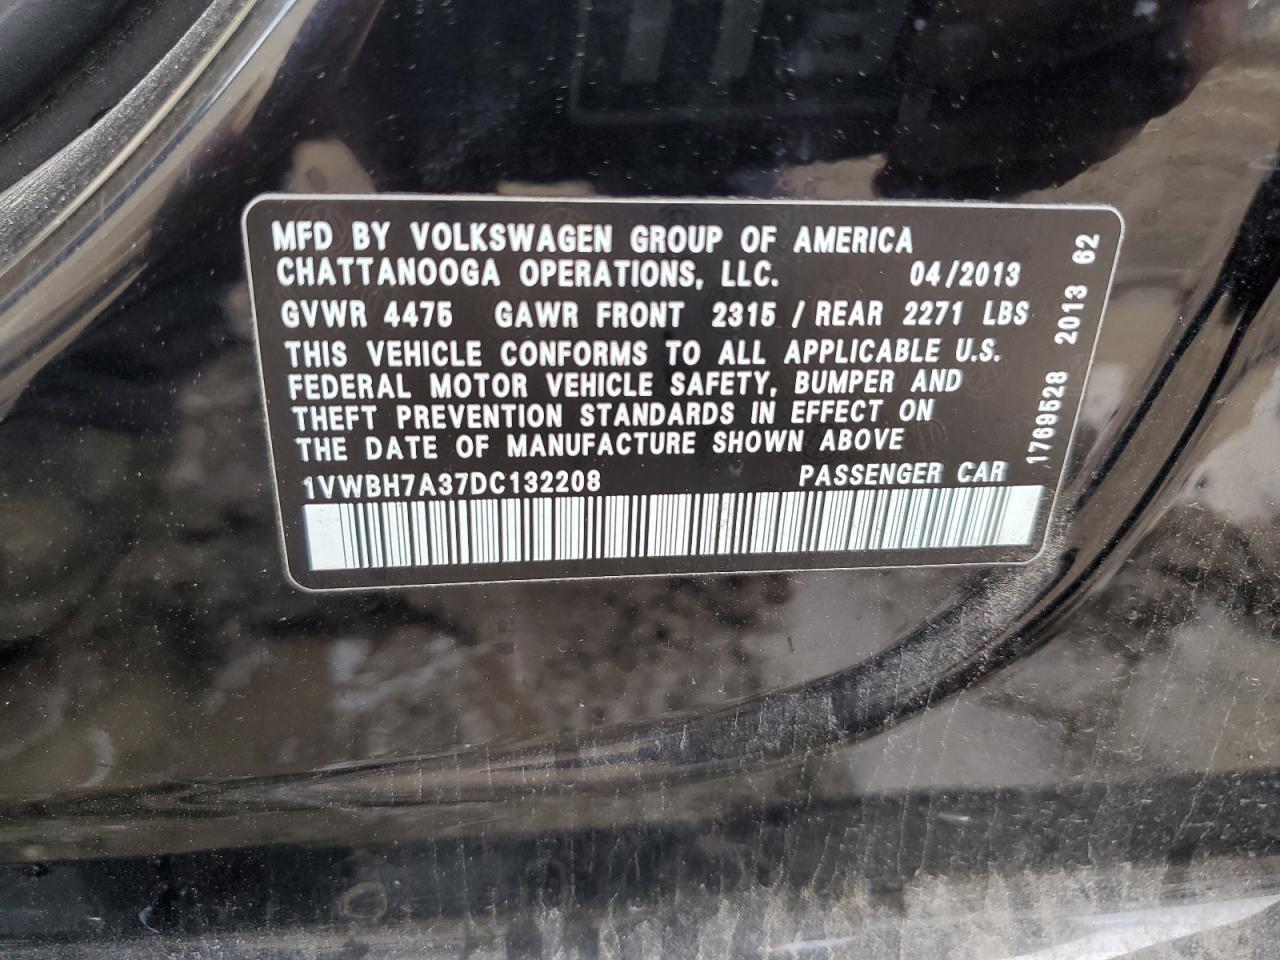 MFD BY VOLKSWAGEN GROUP OF AMERICA
CHATTANOOGA OPERATIONS, LLC. 04/2013
GVWR 4475 GAWR FRONT 2315 / REAR 2271 LBS
THIS VEHICLE CONFORMS TO ALL APPLICABLE U.S.
FEDERAL MOTOR VEHICLE SAFETY, BUMPER AND
THEFT PREVENTION STANDARDS IN EFFECT ON
THE DATE OF MANUFACTURE SHOWN ABOVE
1VWBH7A37DC132208 PASSENGER CAR
1769528 2013 62